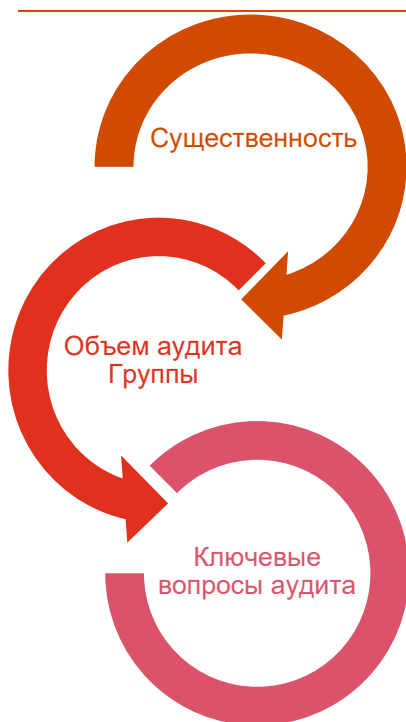 Существенность
Объем аудита
Группы
Ключевые
вопросы аудита